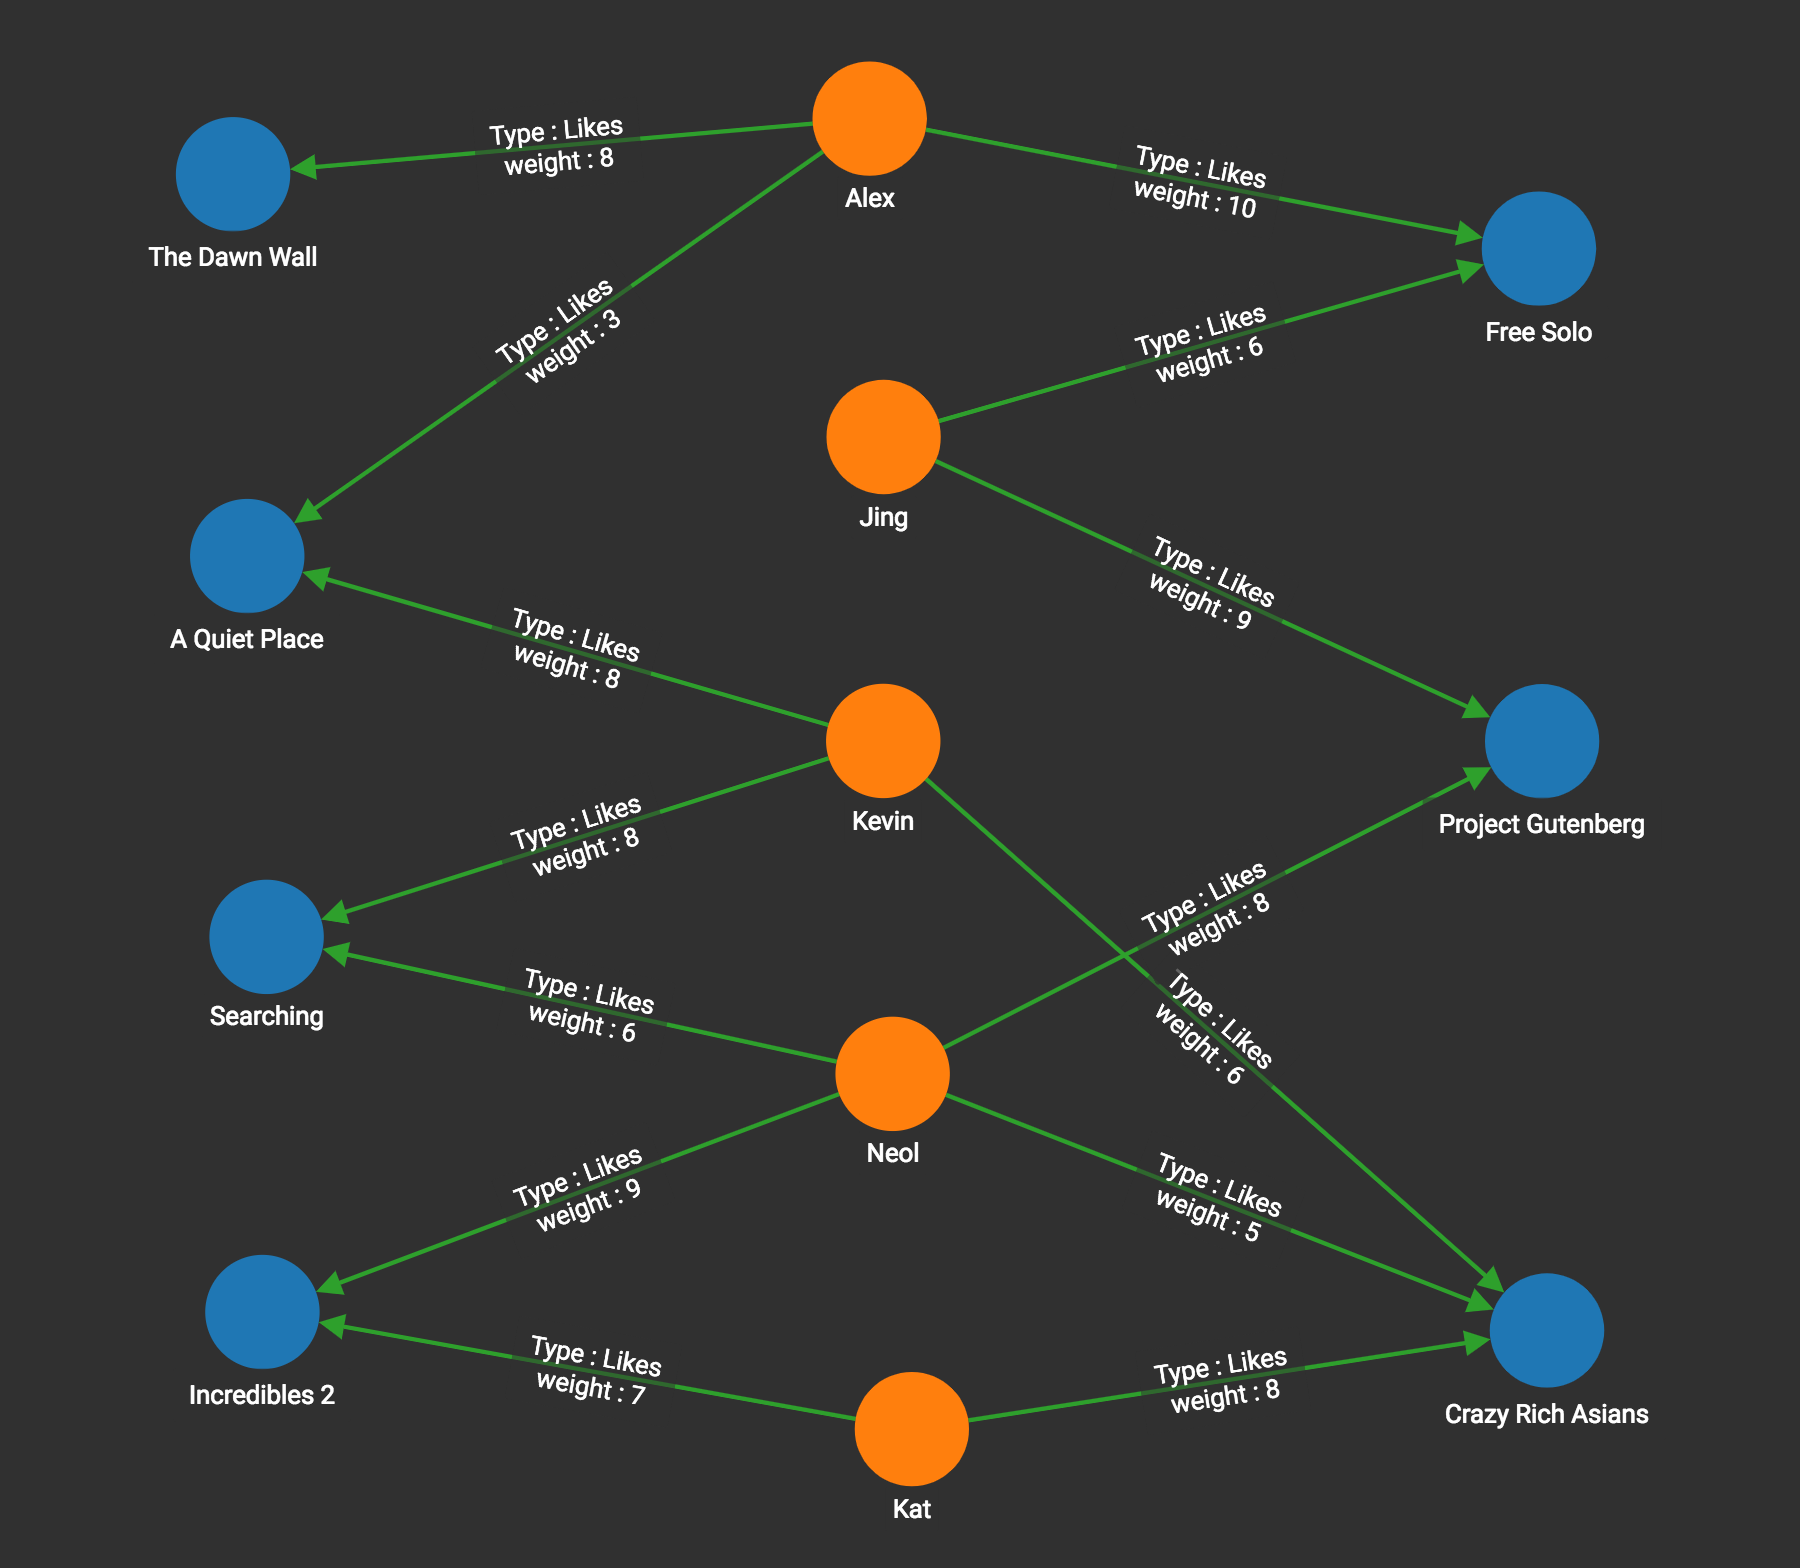 Type : Likes
weight : 8
Alex
Type : Likes
weight : 10
The Dawn Wall
Type : Likes
weight : 3
Type : Likes
weight : 6
Free Solo
Jing
Type : Likes
weight : 9
A Quiet Place
Type : Likes
weight : 8
Kevin
Project Gutenberg
Type : Likes
weight : 8
Type : Likes
weight : 8
Searching
Type : Likes
weight : 6
Type : Likes
weight : 6
Neol
Type : Likes
weight : 9
Type : Likes
weight : 5
Incredibles 2
Type : Likes
weight : 7
Type : Likes
weight : 8
Crazy Rich Asians
Kat